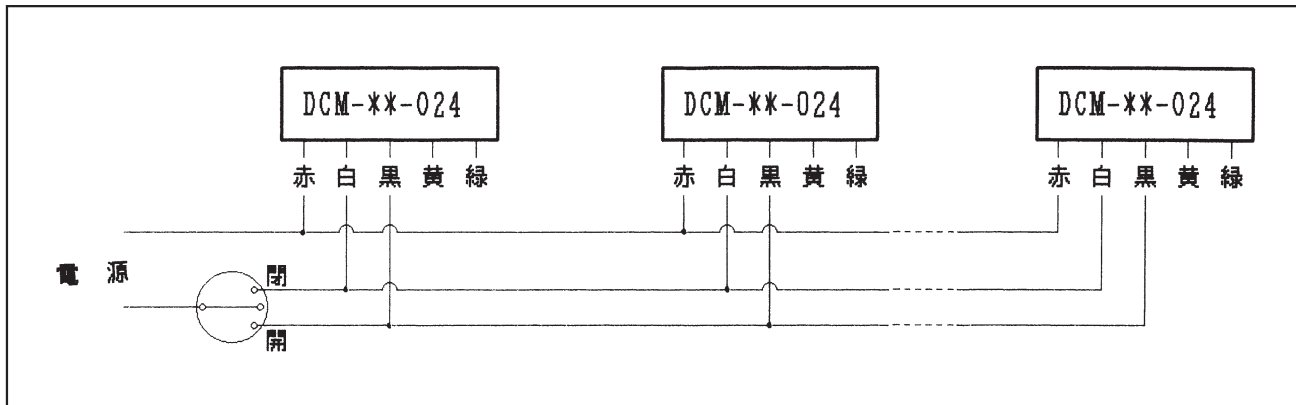 DCM-**-024 DCM-**-024 DCM-**-024
赤 白 黒 黄 緑 赤 白 黒 黄 緑 赤 白 黒 黄 緑
電 源
閉
開